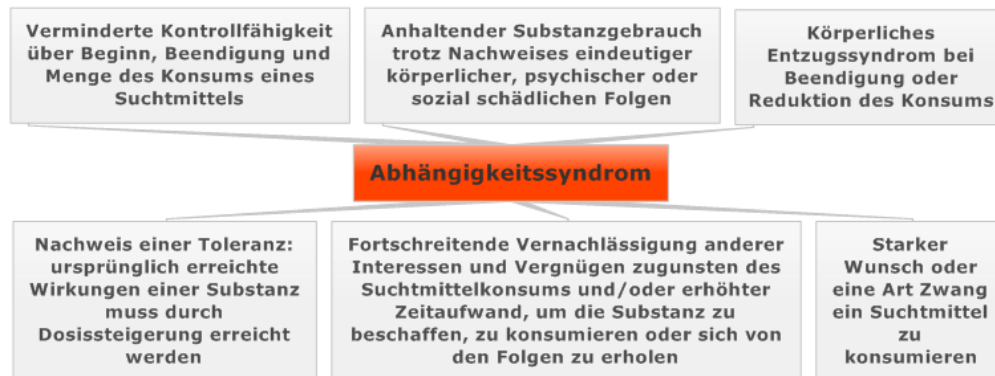 Verminderte Kontrollfähigkeit
über Beginn, Beendigung und
Menge des Konsums eines
Suchtmittels
Anhaltender Substanzgebrauch
trotz Nachweises eindeutiger
körperlicher, psychischer oder
sozial schädlichen Folgen
Körperliches
Entzugssyndrom bei
Beendigung oder
Reduktion des Konsums
Abhängigkeitssyndrom
Nachweis einer Toleranz:
ursprünglich erreichte
Wirkungen einer Substanz
muss durch
Dosissteigerung erreicht
werden
Fortschreitende Vernachlässigung anderer
Interessen und Vergnügen zugunsten des
Suchtmittelkonsums und/oder erhöhter
Zeitaufwand, um die Substanz zu
beschaffen, zu konsumieren oder sich von
den Folgen zu erholen
Starker
Wunsch oder
eine Art Zwang
ein Suchtmittel
zu
konsumieren